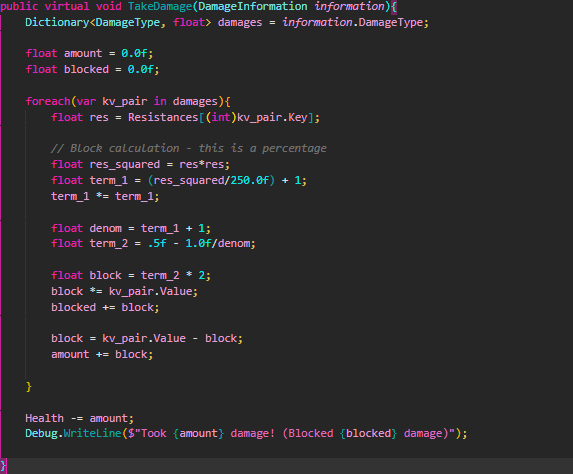 public virtual void TakeDamage(DamageInformation information){
Dictionary<DamageType, float> damages = information.DamageType;
float amount = 0.0f;
float blocked = 0.0f;
foreach(var kv_pair in damages){
float res = Resistances[(int)kv_pair.Key];
// Block calculation - this is a percentage
float res_squared = res*res;
float term_1 = (res_squared/250.0f) + 1;
term_1 *= term_1;
float denom = term_1 + 1;
float term_2 = .5f - 1.0f/denom;
float block = term_2 * 2;
block *= kv_pair.Value;
blocked += block;
block = kv_pair.Value - block;
amount += block;
}
Health -= amount;
Debug.WriteLine($"Took {amount} damage! (Blocked {blocked} damage)");
}